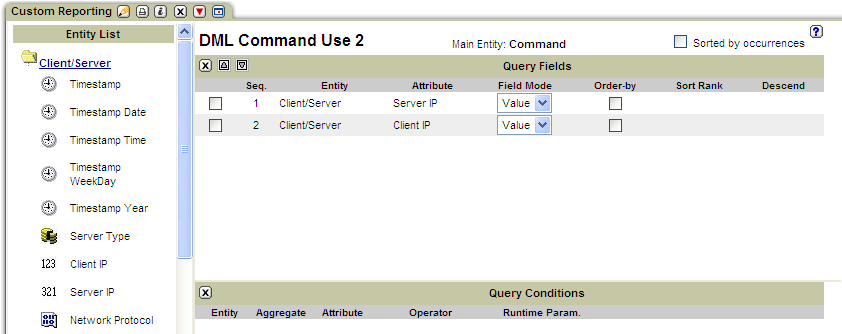 Custom Reporting
Entity List
Client/Server
Timestamp
Timestamp Date
Timestamp Time
Timestamp
WeekDay
Timestamp Year
Server Type
123 Client IP
321 Server IP
Network Protocol
DML Command Use 2
Main Entity: Command
Sorted by occurrences
?
Query Fields
Seq. Entity Attribute Field Mode Order-by Sort Rank Descend
1 Client/Server Server IP Value
2 Client/Server Client IP Value
Query Conditions
Entity Aggregate Attribute Operator Runtime Param.